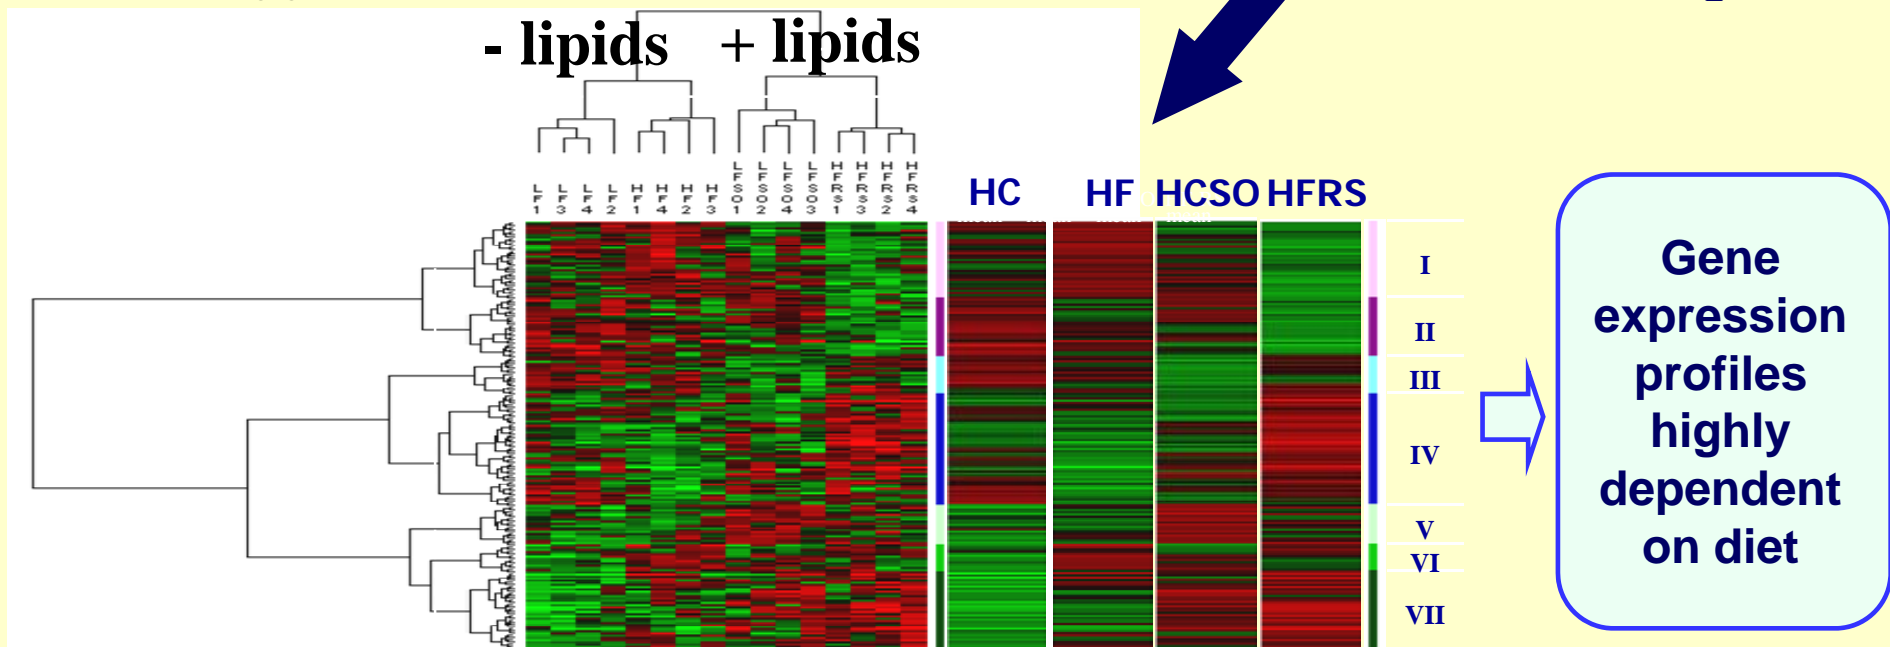 - lipids + lipids
LF1 LF3 LF4 LF2 HF1 HF4 HF2 HF3 LFSO1 LFSO2 LFSO4 LFSO3 HFRS1 HFRS3 HFRS2 HFRS4
HC HF HCSO HFRS
I
II
III
IV
V
VI
VII
Gene
expression
profiles
highly
dependent
on diet